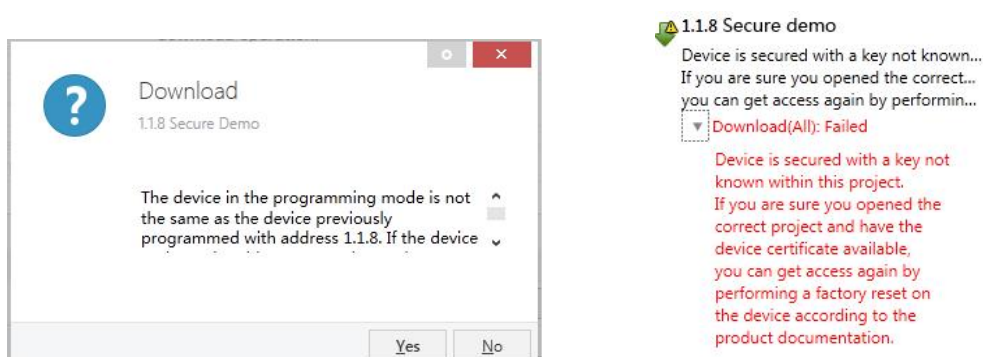 Download
1.1.8 Secure Demo
The device in the programming mode is not
the same as the device previously
programmed with address 1.1.8. If the device
Yes
No
1.1.8 Secure demo
Device is secured with a key not known...
If you are sure you opened the correct...
you can get access again by performin...
Download(All): Failed
Device is secured with a key not
known within this project.
If you are sure you opened the
correct project and have the
device certificate available,
you can get access again by
performing a factory reset on
the device according to the
product documentation.